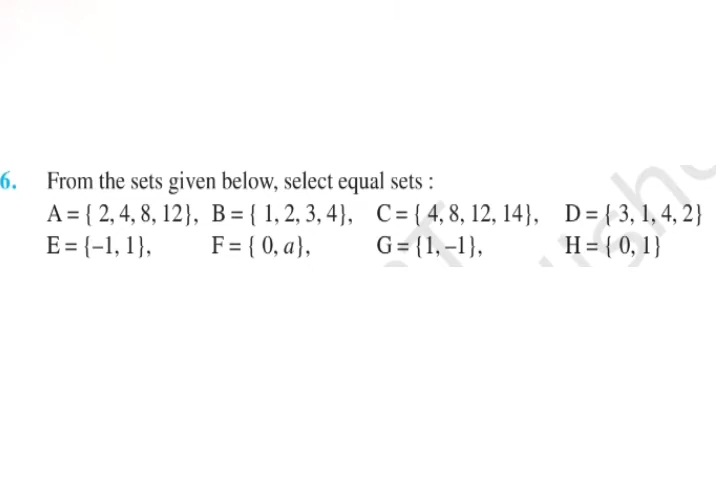 6. From the sets given below, select equal sets :
A = { 2, 4, 8, 12}, B = { 1, 2, 3, 4}, C = { 4, 8, 12, 14}, D = { 3, 1, 4, 2}
E = {–1, 1}, F = { 0, a}, G = {1, –1}, H = { 0, 1}